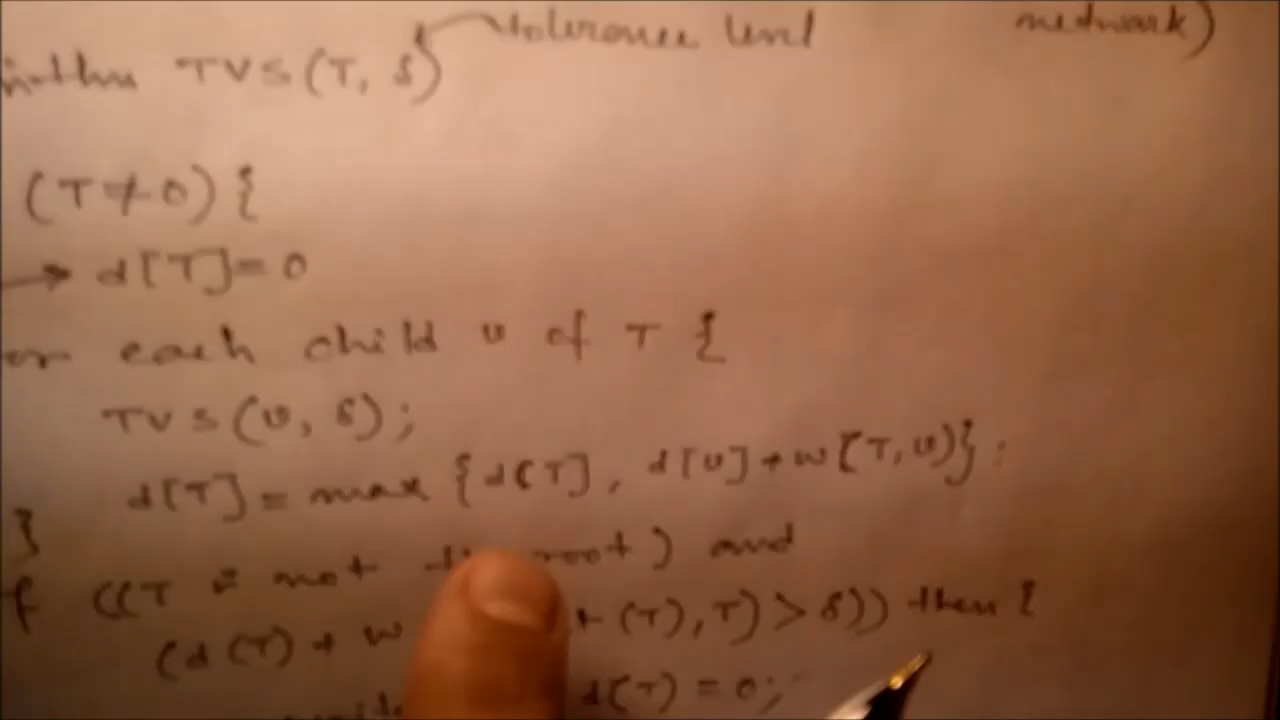 tolerance level network)
TVS(T, δ)
(T≠0){
→ d[T]=0
each child v of T {
TVS(v, δ);
d[T] = max {d[T], d[v]+w[T,v)}.
}
((T is not root) and
(d(T) + w (T), T) > δ)) then {
d(T) = 0;